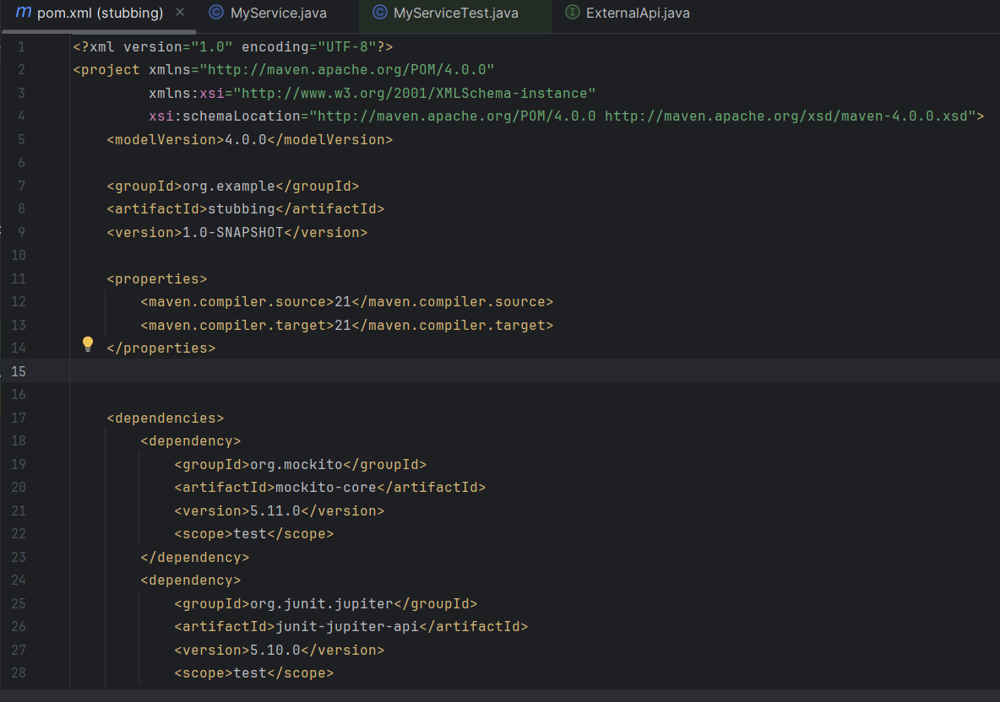 m pom.xml (stubbing) × C MyService.java C MyServiceTest.java I ExternalApi.java
1 <?xml version="1.0" encoding="UTF-8"?>
2 <project xmlns="http://maven.apache.org/POM/4.0.0"
3 xmlns:xsi="http://www.w3.org/2001/XMLSchema-instance"
4 xsi:schemaLocation="http://maven.apache.org/POM/4.0.0 http://maven.apache.org/xsd/maven-4.0.0.xsd">
5 <modelVersion>4.0.0</modelVersion>
6
7 <groupId>org.example</groupId>
8 <artifactId>stubbing</artifactId>
9 <version>1.0-SNAPSHOT</version>
10
11 <properties>
12 <maven.compiler.source>21</maven.compiler.source>
13 <maven.compiler.target>21</maven.compiler.target>
14 </properties>
15
16
17 <dependencies>
18 <dependency>
19 <groupId>org.mockito</groupId>
20 <artifactId>mockito-core</artifactId>
21 <version>5.11.0</version>
22 <scope>test</scope>
23 </dependency>
24 <dependency>
25 <groupId>org.junit.jupiter</groupId>
26 <artifactId>junit-jupiter-api</artifactId>
27 <version>5.10.0</version>
28 <scope>test</scope>